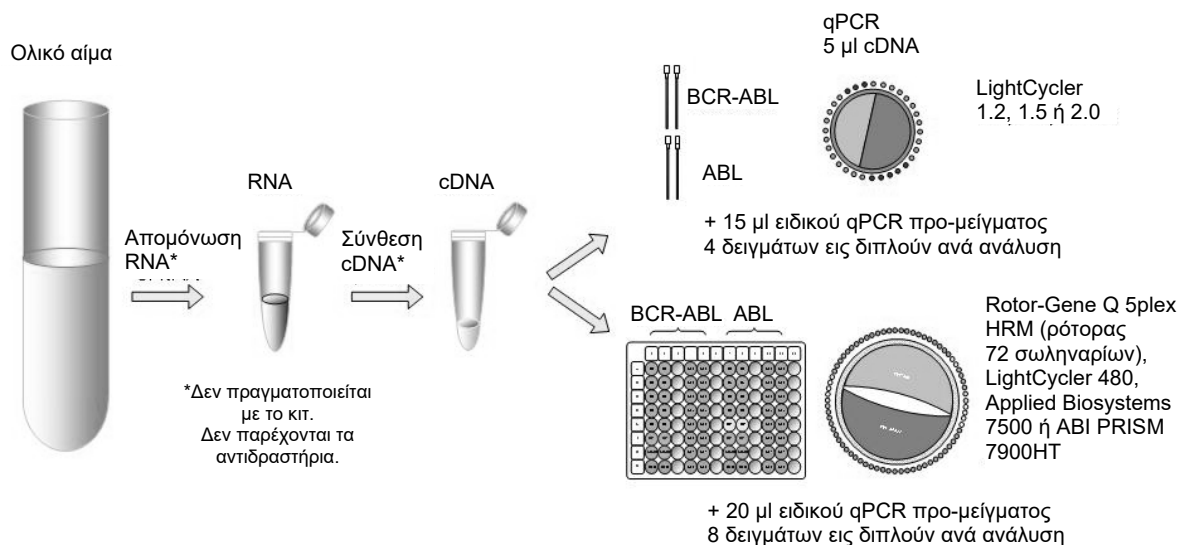 Ολικό αίμα
Απομόνωση
RNA*
RNA
Σύνθεση
cDNA*
cDNA
*Δεν πραγματοποιείται
με το κιτ.
Δεν παρέχονται τα
αντιδραστήρια.
qPCR
5 µl cDNA
BCR-ABL
ABL
LightCycler
1.2, 1.5 ή 2.0
+ 15 µl ειδικού qPCR προ-μείγματος
4 δειγμάτων εις διπλούν ανά ανάλυση
BCR-ABL ABL
Rotor-Gene Q 5plex
HRM (ρότορας
72 σωληναρίων),
LightCycler 480,
Applied Biosystems
7500 ή ABI PRISM
7900HT
+ 20 µl ειδικού qPCR προ-μείγματος
8 δειγμάτων εις διπλούν ανά ανάλυση